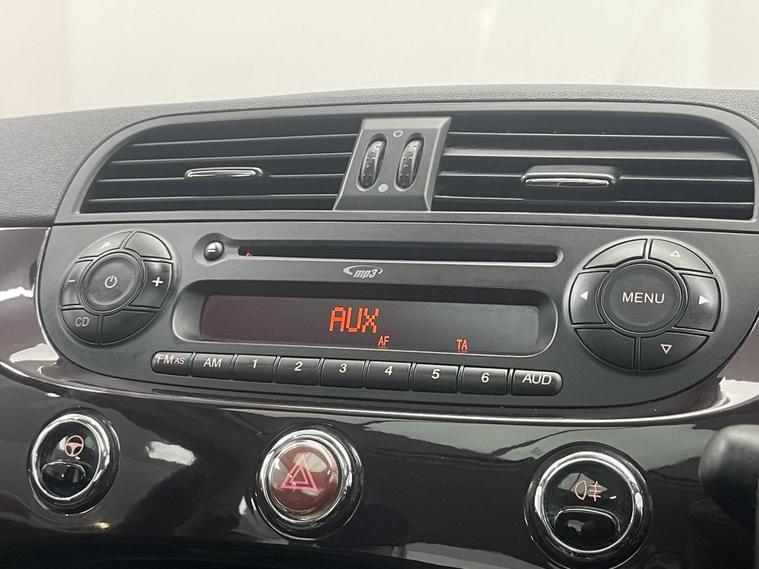 mp3
AUX
AF TA
− +
CD
MENU
FM AS AM 1 2 3 4 5 6 AUD